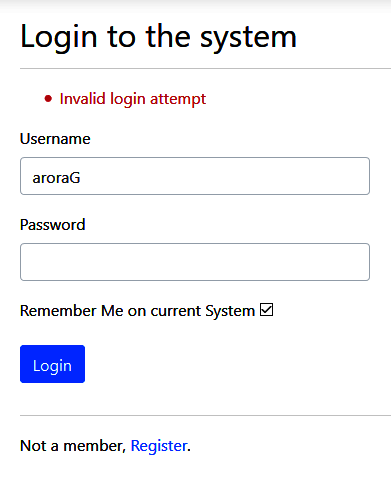 Login to the system
Invalid login attempt
Username
aroraG
Password
Remember Me on current System
Login
Not a member, Register.